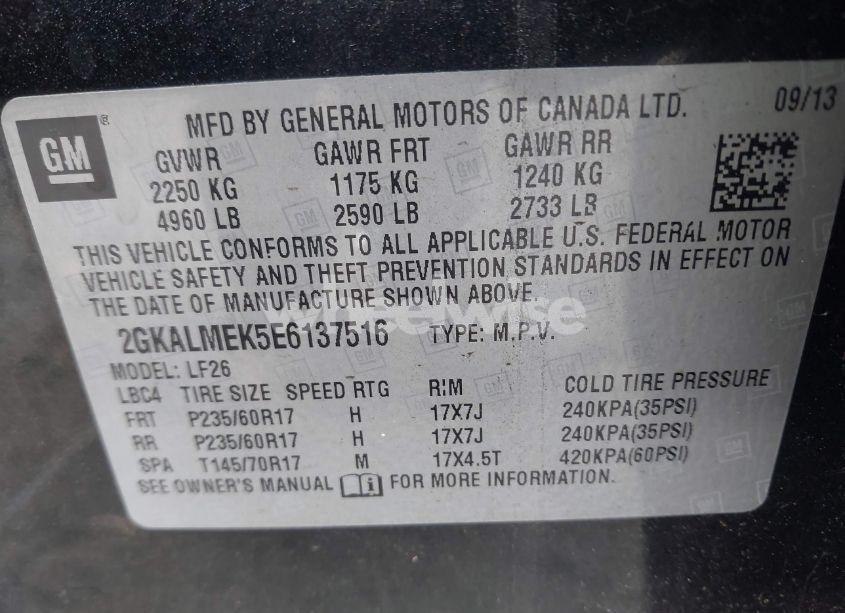 GM
®
MFD BY GENERAL MOTORS OF CANADA LTD. 09/13
GVWR GAWR FRT GAWR RR
2250 KG 1175 KG 1240 KG
4960 LB 2590 LB 2733 LB
THIS VEHICLE CONFORMS TO ALL APPLICABLE U.S. FEDERAL MOTOR
VEHICLE SAFETY AND THEFT PREVENTION STANDARDS IN EFFECT ON
THE DATE OF MANUFACTURE SHOWN ABOVE.
wheelwise
2GKALMEK5E6137516 TYPE: M.P.V.
MODEL: LF26
LBC4 TIRE SIZE SPEED RTG RIM COLD TIRE PRESSURE
FRT P235/60R17 H 17X7J 240KPA(35PSI)
RR P235/60R17 H 17X7J 240KPA(35PSI)
SPA T145/70R17 M 17X4.5T 420KPA(60PSI)
SEE OWNER'S MANUAL i FOR MORE INFORMATION.